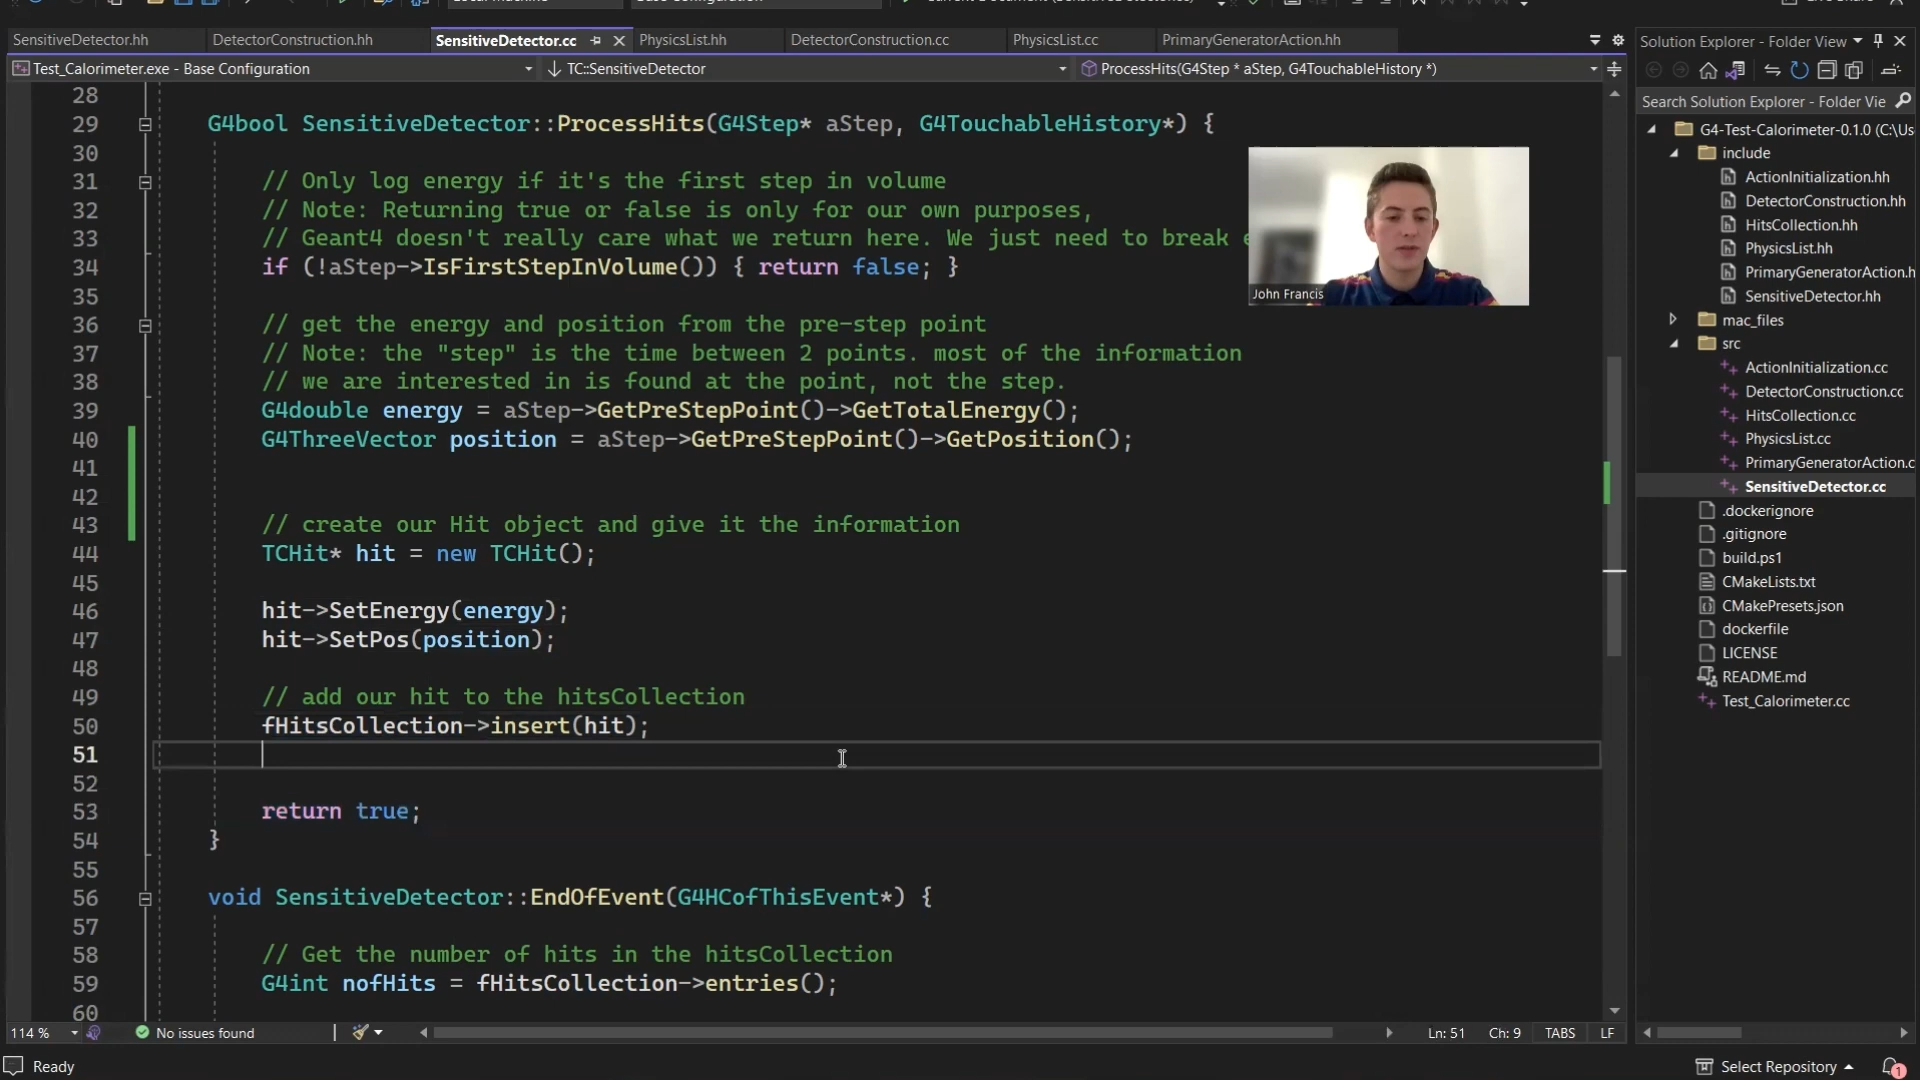 SensitiveDetector.hh DetectorConstruction.hh SensitiveDetector.cc PhysicsList.hh DetectorConstruction.cc PhysicsList.cc PrimaryGeneratorAction.hh
Test_Calorimeter.exe - Base Configuration TC::SensitiveDetector ProcessHits(G4Step * aStep, G4TouchableHistory *)
28
29 G4bool SensitiveDetector::ProcessHits(G4Step* aStep, G4TouchableHistory*) {
30
31 // Only log energy if it's the first step in volume
32 // Note: Returning true or false is only for our own purposes,
33 // Geant4 doesn't really care what we return here. We just need to break
34 if (!aStep->IsFirstStepInVolume()) { return false; }
35
36 // get the energy and position from the pre-step point
37 // Note: the "step" is the time between 2 points. most of the information
38 // we are interested in is found at the point, not the step.
39 G4double energy = aStep->GetPreStepPoint()->GetTotalEnergy();
40 G4ThreeVector position = aStep->GetPreStepPoint()->GetPosition();
41
42
43 // create our Hit object and give it the information
44 TCHit* hit = new TCHit();
45
46 hit->SetEnergy(energy);
47 hit->SetPos(position);
48
49 // add our hit to the hitsCollection
50 fHitsCollection->insert(hit);
51
52
53 return true;
54 }
55
56 void SensitiveDetector::EndOfEvent(G4HCofThisEvent*) {
57
58 // Get the number of hits in the hitsCollection
59 G4int nofHits = fHitsCollection->entries();
60
John Francis
114 % No issues found Ln: 51 Ch: 9 TABS LF
Ready Select Repository 1
Solution Explorer - Folder View
Search Solution Explorer - Folder Vie
G4-Test-Calorimeter-0.1.0 (C:\Us
include
ActionInitialization.hh
DetectorConstruction.hh
HitsCollection.hh
PhysicsList.hh
PrimaryGeneratorAction.h
SensitiveDetector.hh
mac_files
src
ActionInitialization.cc
DetectorConstruction.cc
HitsCollection.cc
PhysicsList.cc
PrimaryGeneratorAction.c
SensitiveDetector.cc
.dockerignore
.gitignore
build.ps1
CMakeLists.txt
CMakePresets.json
dockerfile
LICENSE
README.md
Test_Calorimeter.cc